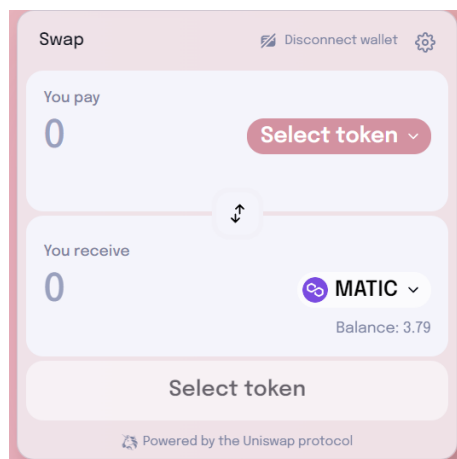 Swap
Disconnect wallet
You pay
0
Select token
You receive
0
MATIC
Balance: 3.79
Select token
Powered by the Uniswap protocol